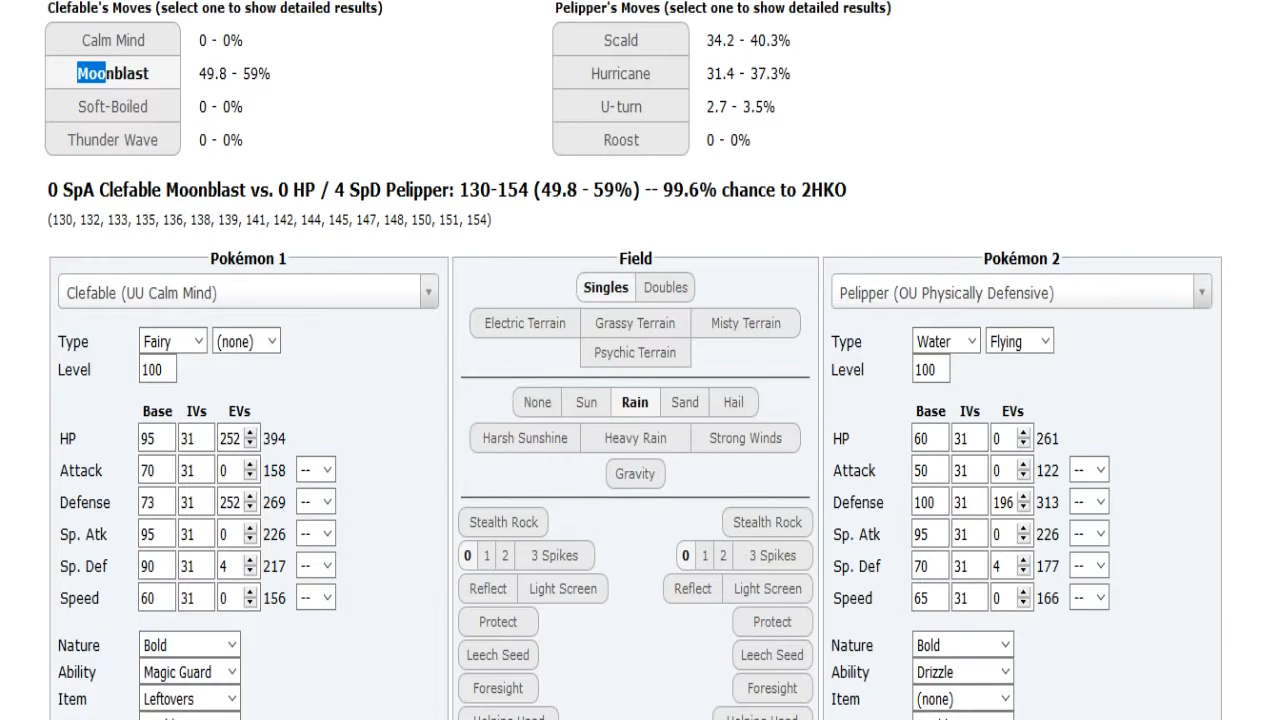 Clefable's Moves (select one to show detailed results) Pelipper's Moves (select one to show detailed results)
Calm Mind 0 - 0% Scald 34.2 - 40.3%
Moonblast 49.8 - 59% Hurricane 31.4 - 37.3%
Soft-Boiled 0 - 0% U-turn 2.7 - 3.5%
Thunder Wave 0 - 0% Roost 0 - 0%
0 SpA Clefable Moonblast vs. 0 HP / 4 SpD Pelipper: 130-154 (49.8 - 59%) -- 99.6% chance to 2HKO
(130, 132, 133, 135, 136, 138, 139, 141, 142, 144, 145, 147, 148, 150, 151, 154)
Pokémon 1
Clefable (UU Calm Mind)
Type Fairy (none)
Level 100
Base IVs EVs
HP 95 31 252 394
Attack 70 31 0 158 --
Defense 73 31 252 269 --
Sp. Atk 95 31 0 226 --
Sp. Def 90 31 4 217 --
Speed 60 31 0 156 --
Nature Bold
Ability Magic Guard
Item Leftovers
Field
Singles Doubles
Electric Terrain Grassy Terrain Misty Terrain
Psychic Terrain
None Sun Rain Sand Hail
Harsh Sunshine Heavy Rain Strong Winds
Gravity
Stealth Rock Stealth Rock
0 1 2 3 Spikes 0 1 2 3 Spikes
Reflect Light Screen Reflect Light Screen
Protect Protect
Leech Seed Leech Seed
Foresight Foresight
Helping Hand Helping Hand
Pokémon 2
Pelipper (OU Physically Defensive)
Type Water Flying
Level 100
Base IVs EVs
HP 60 31 0 261
Attack 50 31 0 122 --
Defense 100 31 196 313 --
Sp. Atk 95 31 0 226 --
Sp. Def 70 31 4 177 --
Speed 65 31 0 166 --
Nature Bold
Ability Drizzle
Item (none)